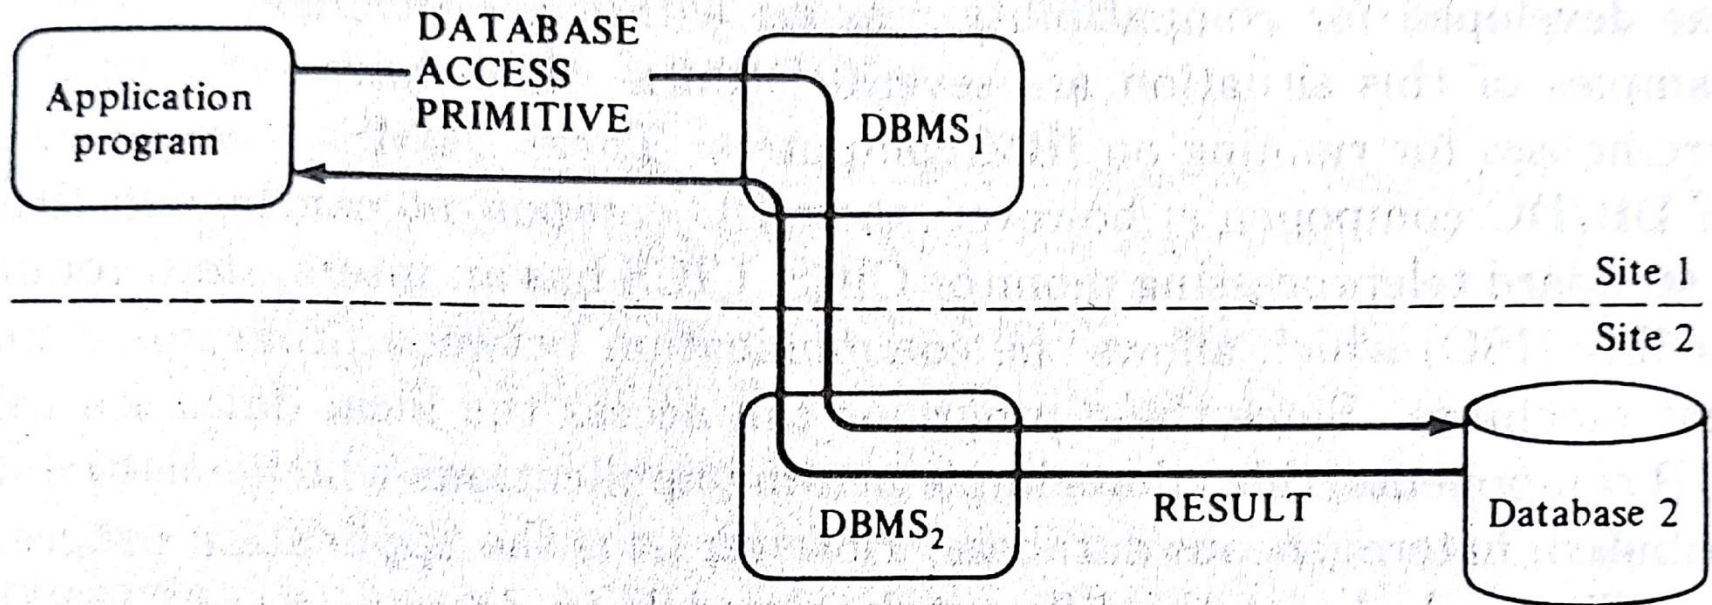 Application
program
DATABASE
ACCESS
PRIMITIVE
DBMS₁
Site 1
Site 2
DBMS₂
RESULT
Database 2